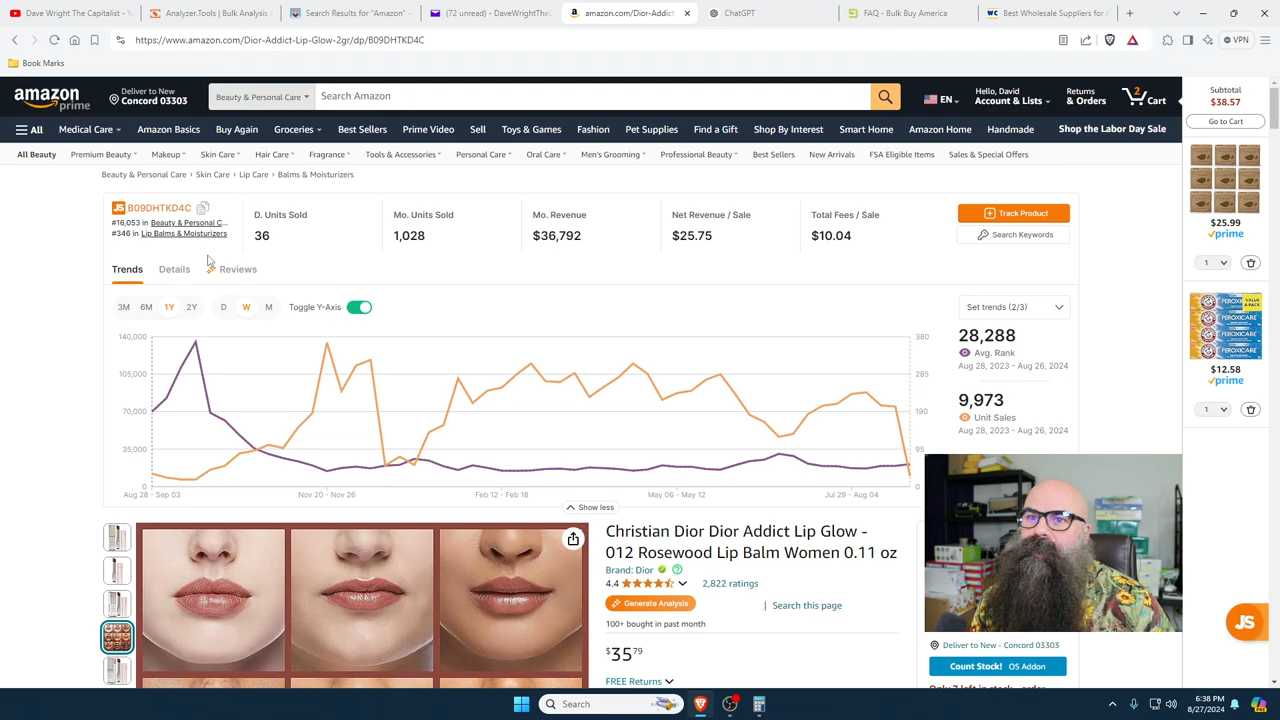 Dave Wright The Capitalist - Y
Analyzer.Tools | Bulk Analysis
Search Results for "Amazon" –
(72 unread) - DaveWrightThe
amazon.com/Dior-Addict
ChatGPT
FAQ - Bulk Buy America
Best Wholesale Suppliers for A
https://www.amazon.com/Dior-Addict-Lip-Glow-2gr/dp/B09DHTKD4C
VPN
Book Marks
amazon
prime
Deliver to New
Concord 03303
Beauty & Personal Care
Search Amazon
EN
Hello, David
Account & Lists
Returns
& Orders
2
Cart
All
Medical Care
Amazon Basics
Buy Again
Groceries
Best Sellers
Prime Video
Sell
Toys & Games
Fashion
Pet Supplies
Find a Gift
Shop By Interest
Smart Home
Amazon Home
Handmade
Shop the Labor Day Sale
All Beauty
Premium Beauty
Makeup
Skin Care
Hair Care
Fragrance
Tools & Accessories
Personal Care
Oral Care
Men's Grooming
Professional Beauty
Best Sellers
New Arrivals
FSA Eligible Items
Sales & Special Offers
Beauty & Personal Care › Skin Care › Lip Care › Balms & Moisturizers
JS B09DHTKD4C
#16,053 in Beauty & Personal C...
#346 in Lip Balms & Moisturizers
D. Units Sold
36
Mo. Units Sold
1,028
Mo. Revenue
$36,792
Net Revenue / Sale
$25.75
Total Fees / Sale
$10.04
Track Product
Search Keywords
Trends
Details
Reviews
3M 6M 1Y 2Y
D W M
Toggle Y-Axis
Set trends (2/3)
140,000
105,000
70,000
35,000
0
380
285
190
95
0
Aug 28 - Sep 03
Nov 20 - Nov 26
Feb 12 - Feb 18
May 06 - May 12
Jul 29 - Aug 04
28,288
Avg. Rank
Aug 28, 2023 - Aug 26, 2024
9,973
Unit Sales
Aug 28, 2023 - Aug 26, 2024
Show less
Christian Dior Dior Addict Lip Glow -
012 Rosewood Lip Balm Women 0.11 oz
Brand: Dior
4.4
2,822 ratings
Generate Analysis
| Search this page
100+ bought in past month
$35 79
FREE Returns
Deliver to New - Concord 03303
Count Stock! OS Addon
Only 7 left in stock - order
Subtotal
$38.57
Go to Cart
$25.99
prime
1
PEROXICARE
PEROXICARE
PEROXICARE
$12.58
prime
1
JS
Search
6:38 PM
8/27/2024